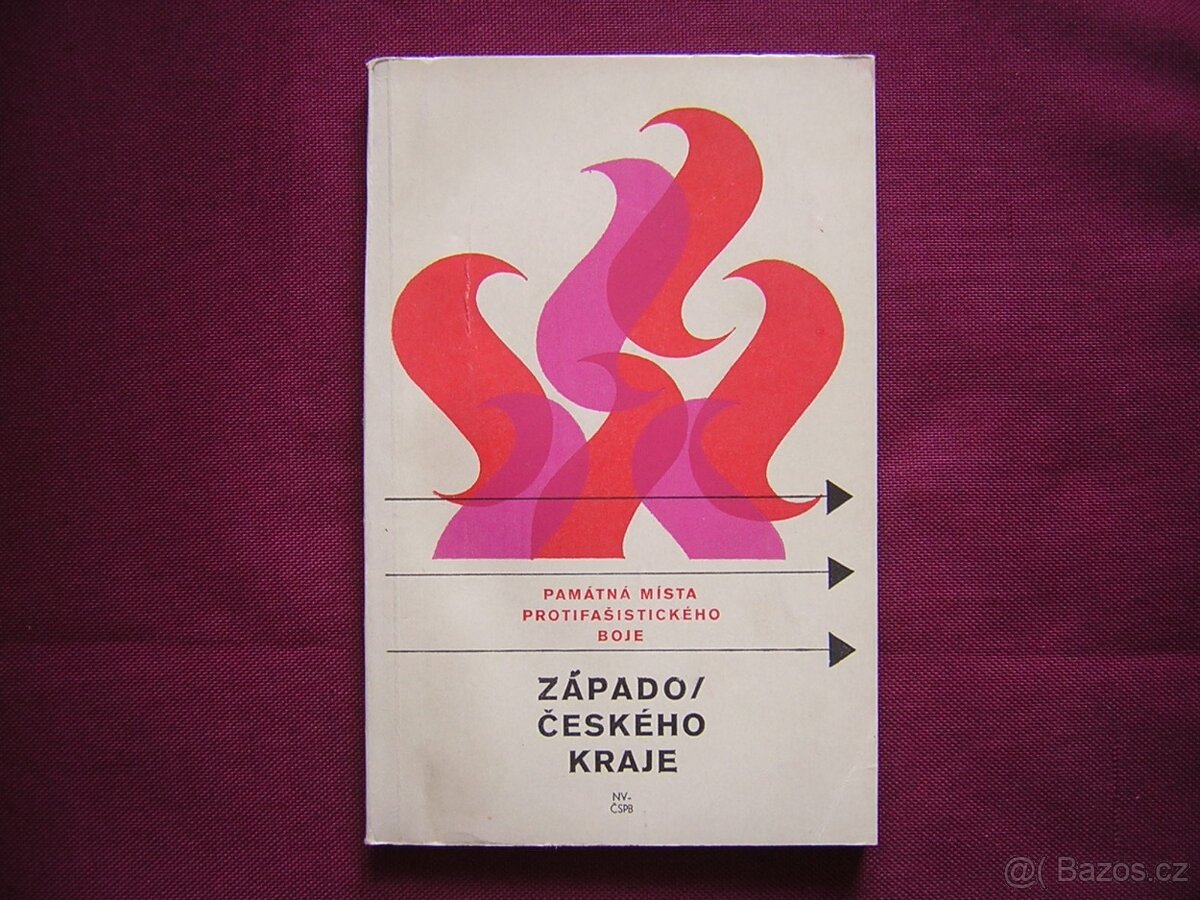 PAMÁTNÁ MÍSTA
PROTIFAŠISTICKÉHO
BOJE
ZÁPADO/
ČESKÉHO
KRAJE
NV-
ČSPB
@( Bazos.cz